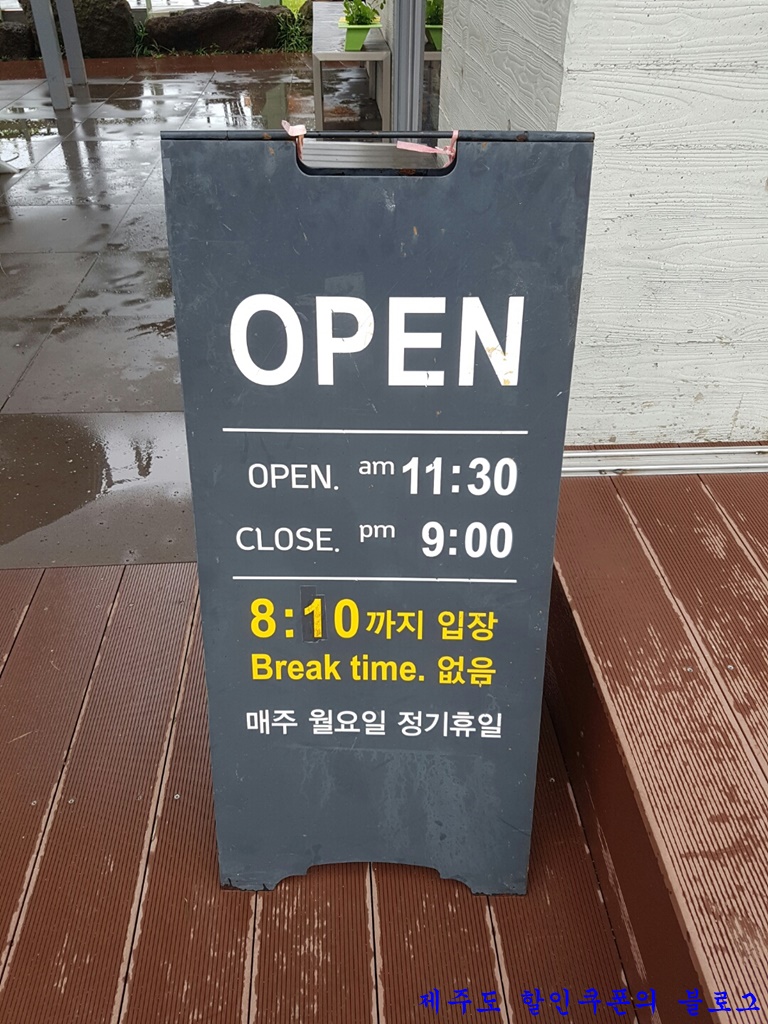 OPEN
OPEN. am 11:30
CLOSE. pm 9:00
8:10까지 입장
Break time. 없음
매주 월요일 정기휴일
제주도 할인쿠폰의 블로그